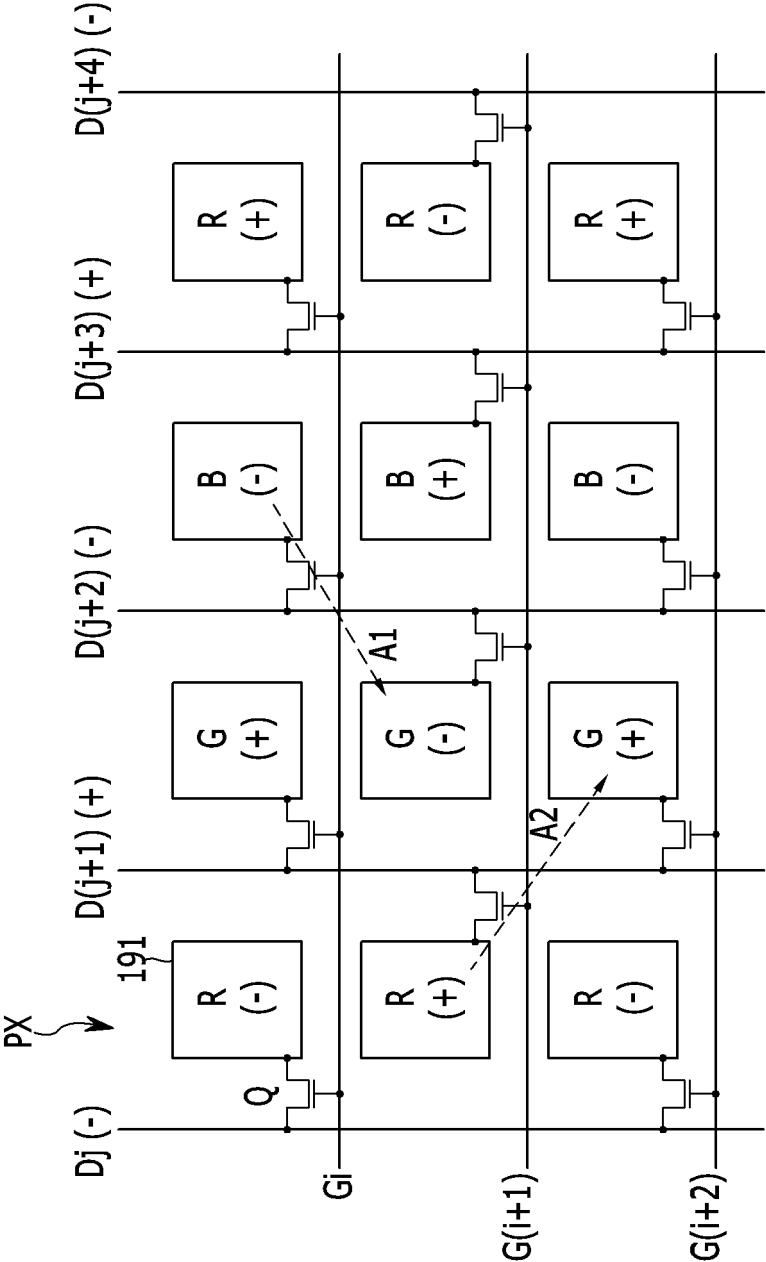 PX
191
Dj (-)
D(j+1) (+)
D(j+2) (-)
D(j+3) (+)
D(j+4) (-)
Q
R
(-)
G
(+)
B
(-)
R
(+)
Gi
A1
R
(+)
G
(-)
B
(+)
R
(-)
G(i+1)
A2
R
(-)
G
(+)
B
(-)
R
(+)
G(i+2)